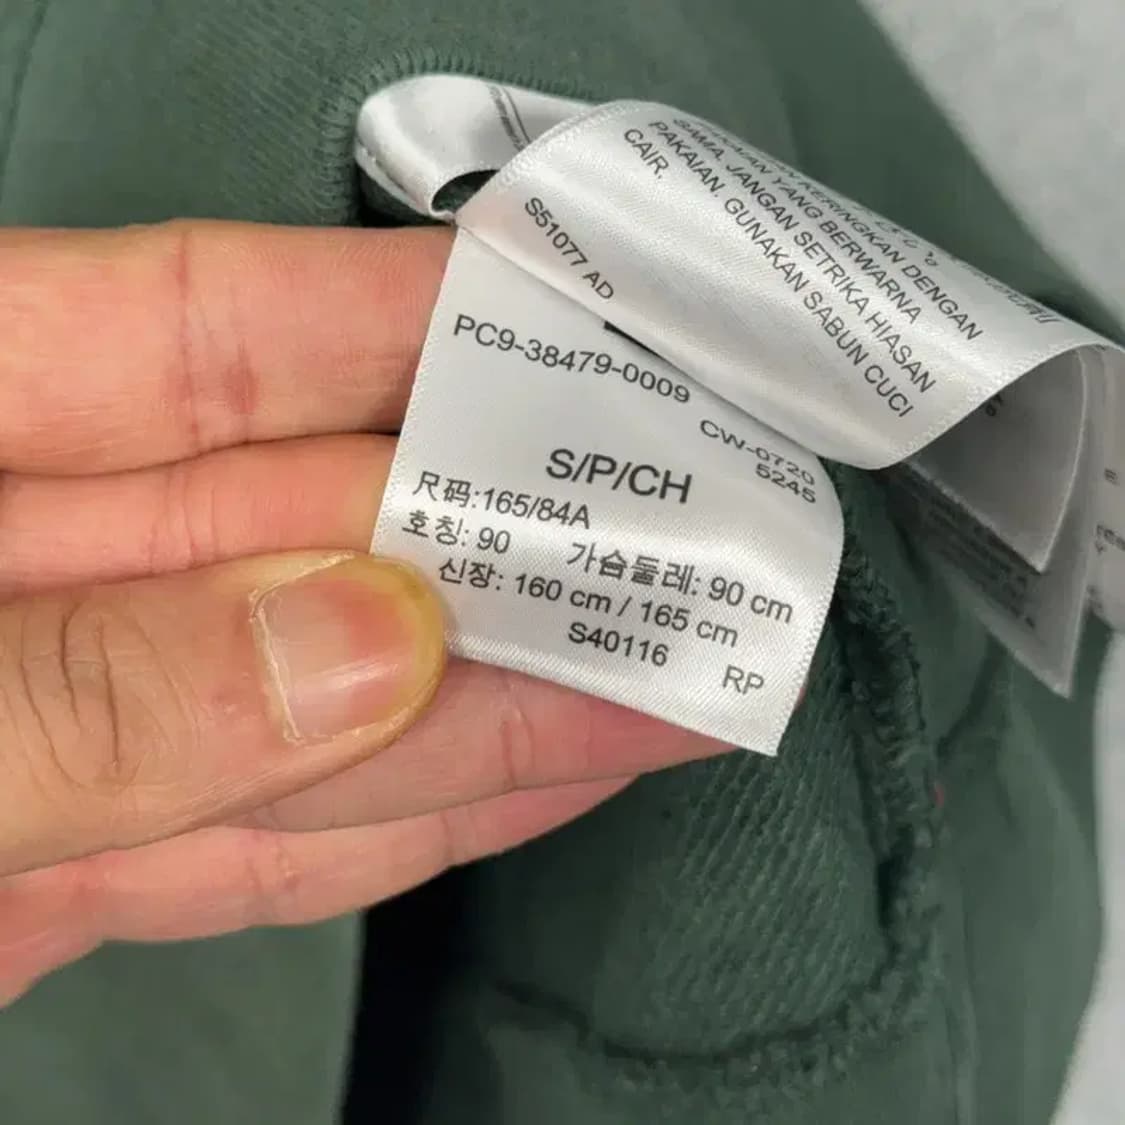 KERINGKAN DENGAN
YANG BERWARNA
SAMA. JANGAN SETRIKA HIASAN
PAKAIAN. GUNAKAN SABUN CUCI
CAIR.
S51077 AD
PC9-38479-0009
CW-0720
5245
S/P/CH
尺码:165/84A
호칭: 90 가슴둘레: 90 cm
신장: 160 cm / 165 cm
S40116 RP